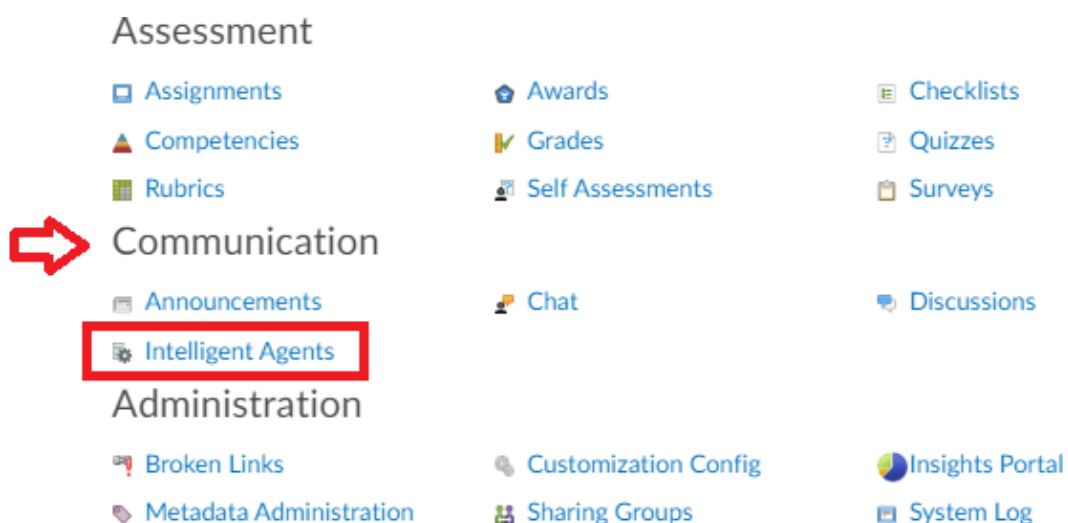 Assessment
Assignments Awards Checklists
Competencies Grades Quizzes
Rubrics Self Assessments Surveys
Communication
Announcements Chat Discussions
Intelligent Agents
Administration
Broken Links Customization Config Insights Portal
Metadata Administration Sharing Groups System Log